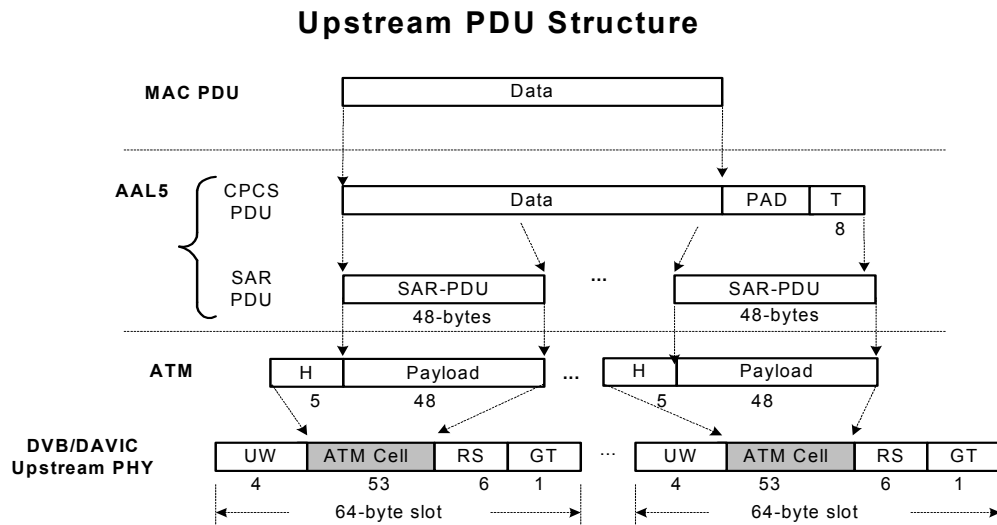 Upstream PDU Structure
MAC PDU
Data
AAL5
CPCS
PDU
Data
PAD
T
8
SAR
PDU
SAR-PDU
...
SAR-PDU
48-bytes
48-bytes
ATM
H
Payload
...
H
Payload
5
48
5
48
DVB/DAVIC
Upstream PHY
UW
ATM Cell
RS
GT
...
UW
ATM Cell
RS
GT
4
53
6
1
4
53
6
1
64-byte slot
64-byte slot